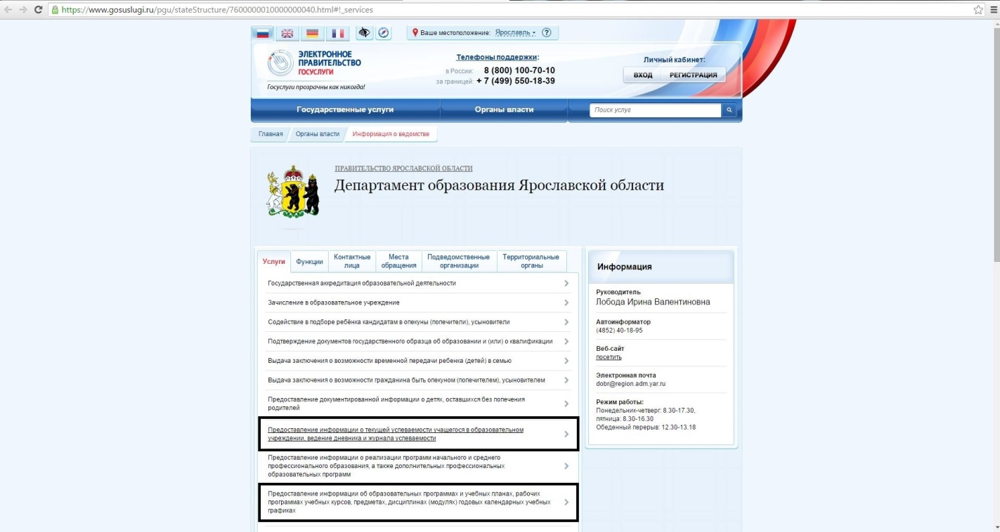 https://www.gosuslugi.ru/pgu/stateStructure/7600000010000000040.html#!_services
Ваше местоположение: Ярославль ?
ЭЛЕКТРОННОЕ
ПРАВИТЕЛЬСТВО
ГОСУСЛУГИ
Госуслуги прозрачны как никогда!
Телефоны поддержки:
в России: 8 (800) 100-70-10
за границей: + 7 (499) 550-18-39
Личный кабинет:
ВХОД РЕГИСТРАЦИЯ
Государственные услуги Органы власти Поиск услуг
Главная Органы власти Информация о ведомстве
ПРАВИТЕЛЬСТВО ЯРОСЛАВСКОЙ ОБЛАСТИ
Департамент образования Ярославской области
Услуги
Функции
Контактные
лица
Места
обращения
Подведомственные
организации
Территориальные
органы
Государственная аккредитация образовательной деятельности
Зачисление в образовательное учреждение
Содействие в подборе ребёнка кандидатам в опекуны (попечители), усыновители
Подтверждение документов государственного образца об образовании и (или) о квалификации
Выдача заключения о возможности временной передачи ребенка (детей) в семью
Выдача заключения о возможности гражданина быть опекуном (попечителем), усыновителем
Предоставление документированной информации о детях, оставшихся без попечения
родителей
Предоставление информации о текущей успеваемости учащегося в образовательном
учреждении, ведение дневника и журнала успеваемости
Предоставление информации о реализации программ начального и среднего
профессионального образования, а также дополнительных профессиональных
образовательных программ
Предоставление информации об образовательных программах и учебных планах, рабочих
программах учебных курсов, предметах, дисциплинах (модулях) годовых календарных учебных
графиках
Информация
Руководитель
Лобода Ирина Валентиновна
Автоинформатор
(4852) 40-18-95
Веб-сайт
посетить
Электронная почта
dobr@region.adm.yar.ru
Режим работы:
Понедельник-четверг: 8.30-17.30,
пятница: 8.30-16.30
Обеденный перерыв: 12.30-13.18